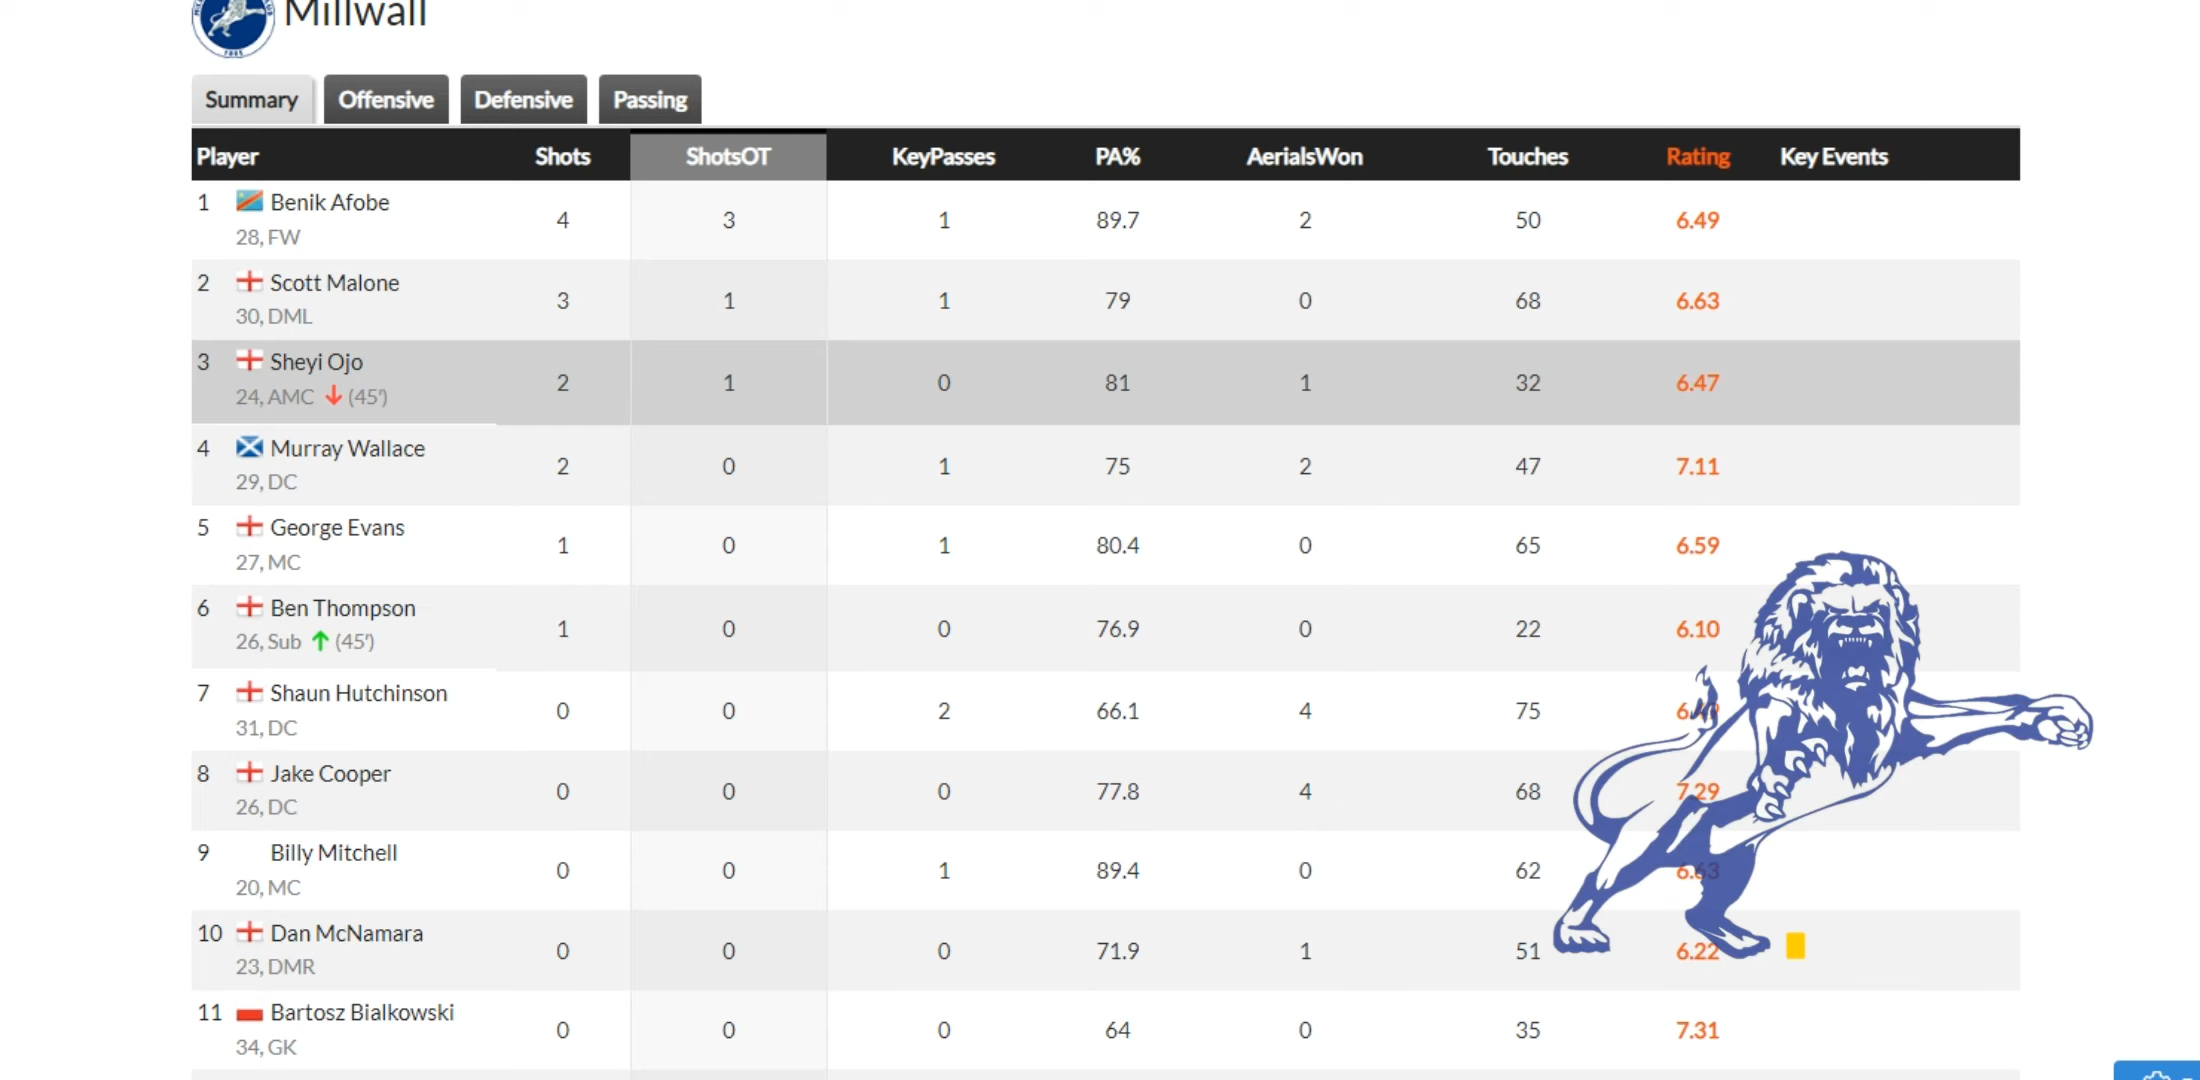 Millwall
1885
Summary Offensive Defensive Passing
Player Shots ShotsOT KeyPasses PA% AerialsWon Touches Rating Key Events
1 Benik Afobe 4 3 1 89.7 2 50 6.49
28, FW
2 Scott Malone 3 1 1 79 0 68 6.63
30, DML
3 Sheyi Ojo 2 1 0 81 1 32 6.47
24, AMC (45')
4 Murray Wallace 2 0 1 75 2 47 7.11
29, DC
5 George Evans 1 0 1 80.4 0 65 6.59
27, MC
6 Ben Thompson 1 0 0 76.9 0 22 6.10
26, Sub (45')
7 Shaun Hutchinson 0 0 2 66.1 4 75
31, DC
8 Jake Cooper 0 0 0 77.8 4 68 7.29
26, DC
9 Billy Mitchell 0 0 1 89.4 0 62 6.63
20, MC
10 Dan McNamara 0 0 0 71.9 1 51 6.22
23, DMR
11 Bartosz Bialkowski 0 0 0 64 0 35 7.31
34, GK